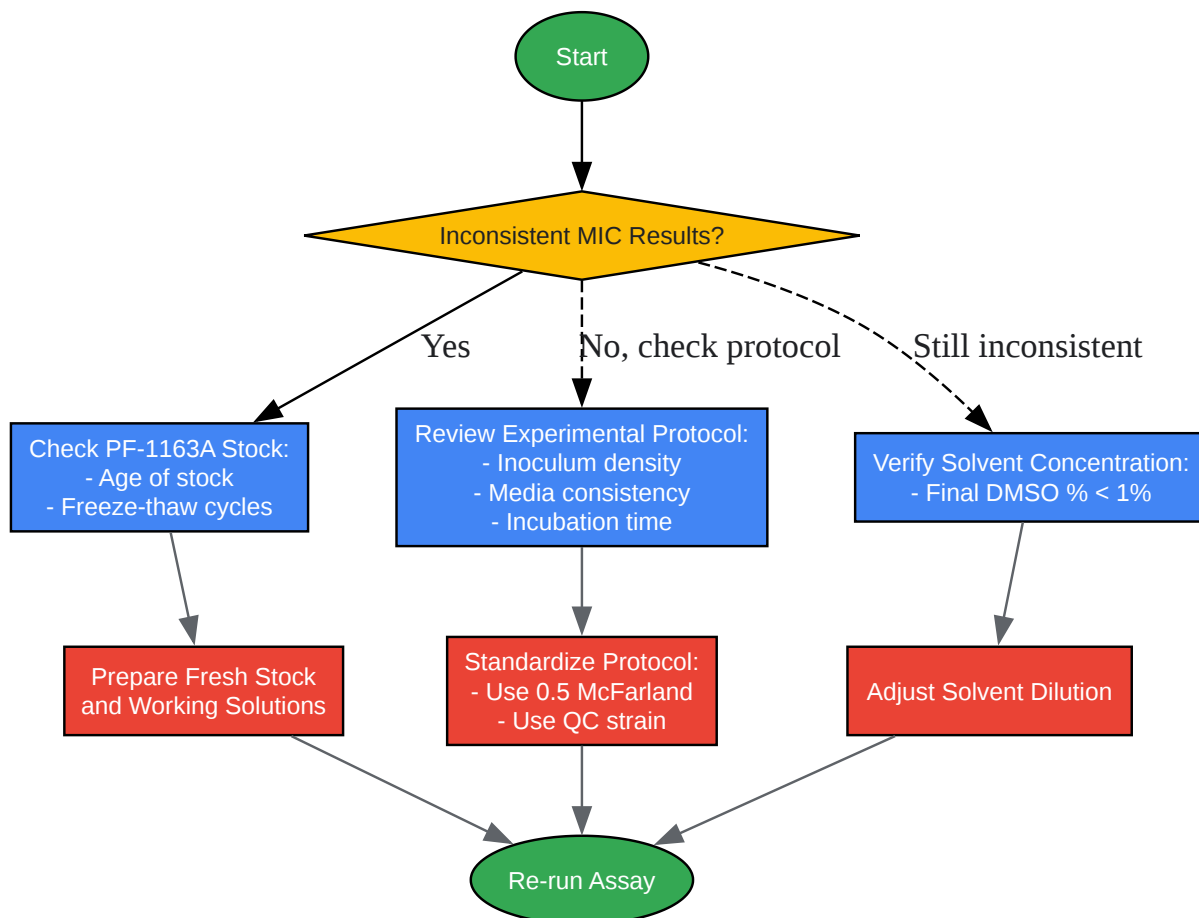 Start
Inconsistent MIC Results?
Yes
No, check protocol
Still inconsistent
Check PF-1163A Stock:
- Age of stock
- Freeze-thaw cycles
Review Experimental Protocol:
- Inoculum density
- Media consistency
- Incubation time
Verify Solvent Concentration:
- Final DMSO % < 1%
Prepare Fresh Stock
and Working Solutions
Standardize Protocol:
- Use 0.5 McFarland
- Use QC strain
Adjust Solvent Dilution
Re-run Assay